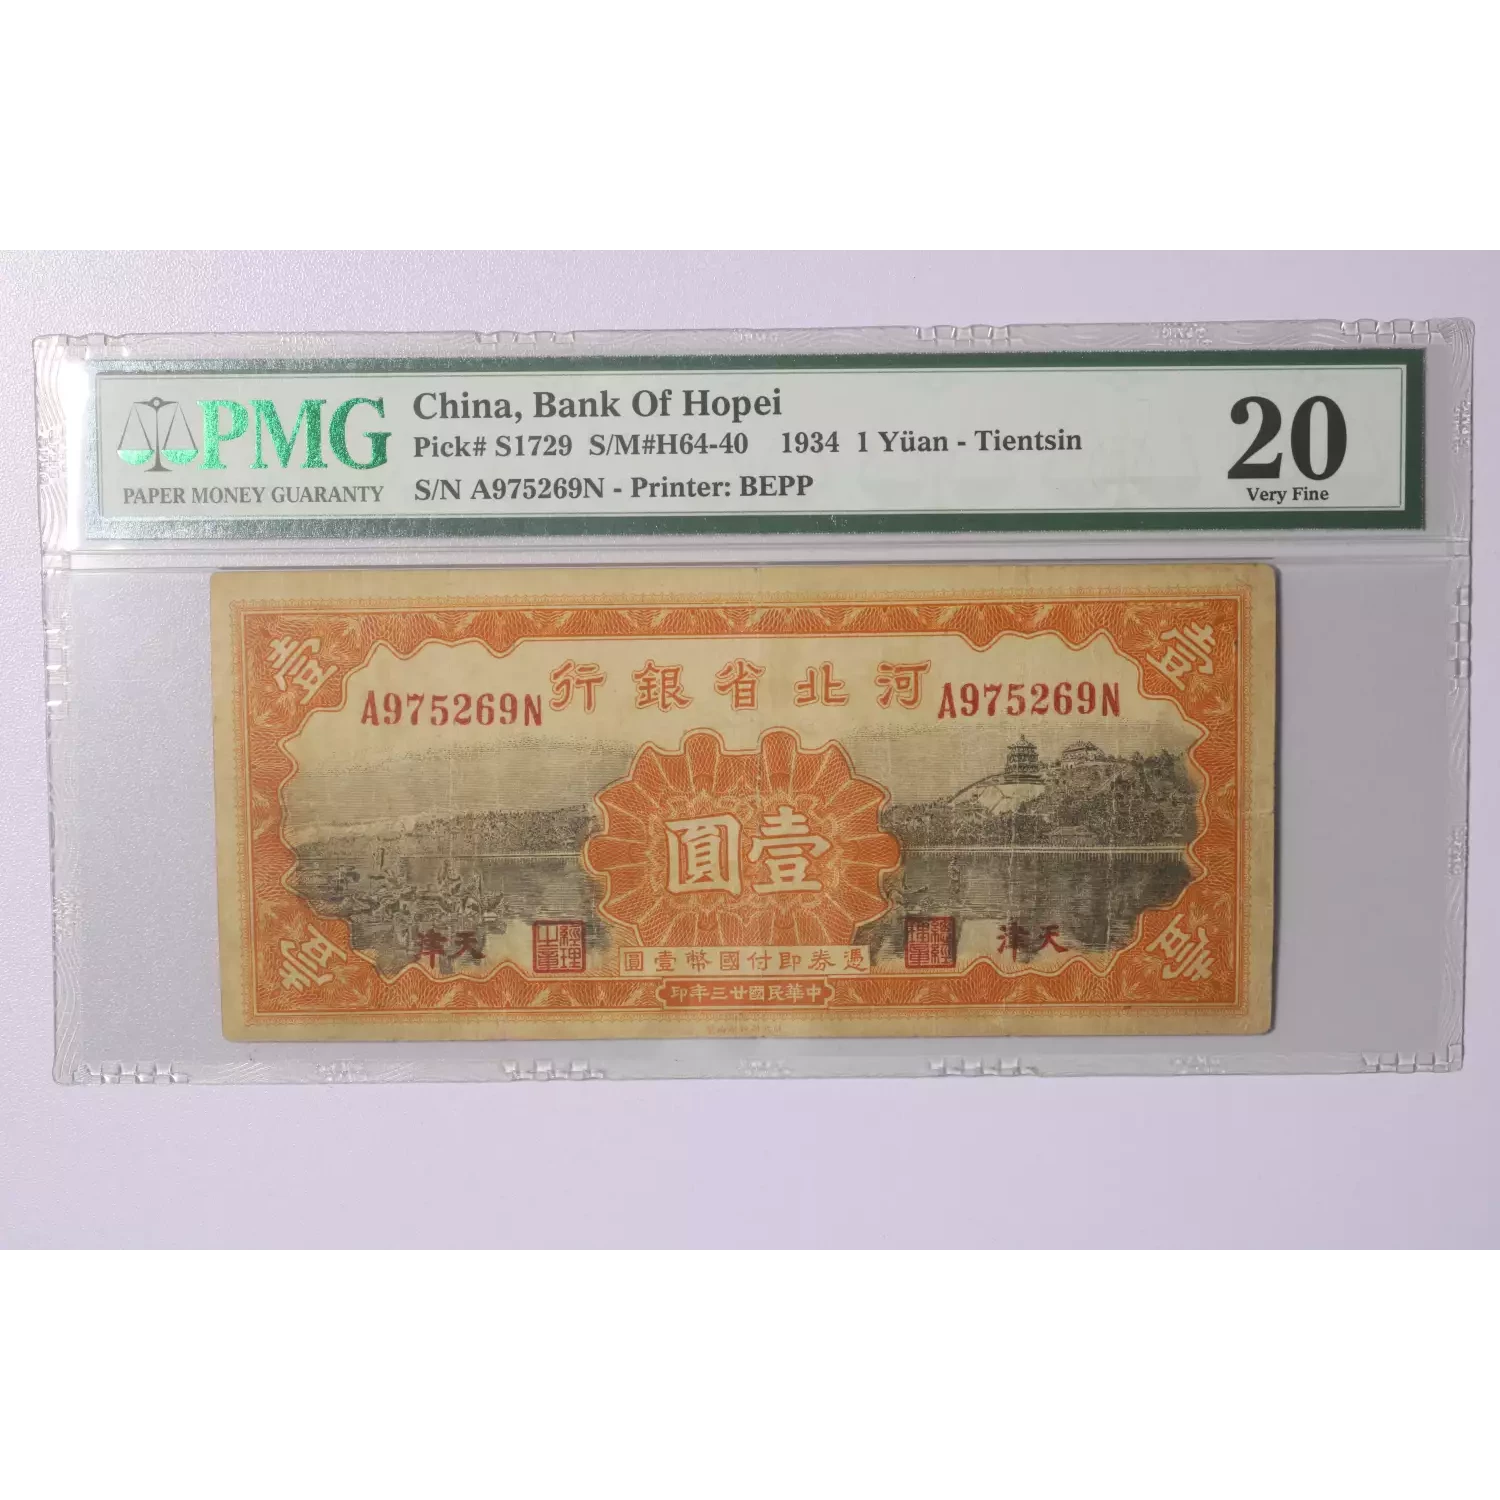 PMG
PAPER MONEY GUARANTY
China, Bank Of Hopei
Pick# S1729 S/M#H64-40 1934 1 Yüan - Tientsin
S/N A975269N - Printer: BEPP
20
Very Fine
壹
壹
行銀省北河
A975269N
A975269N
圓壹
津天
津天
圓壹幣國付即券憑
印年三廿國民華中
壹
壹